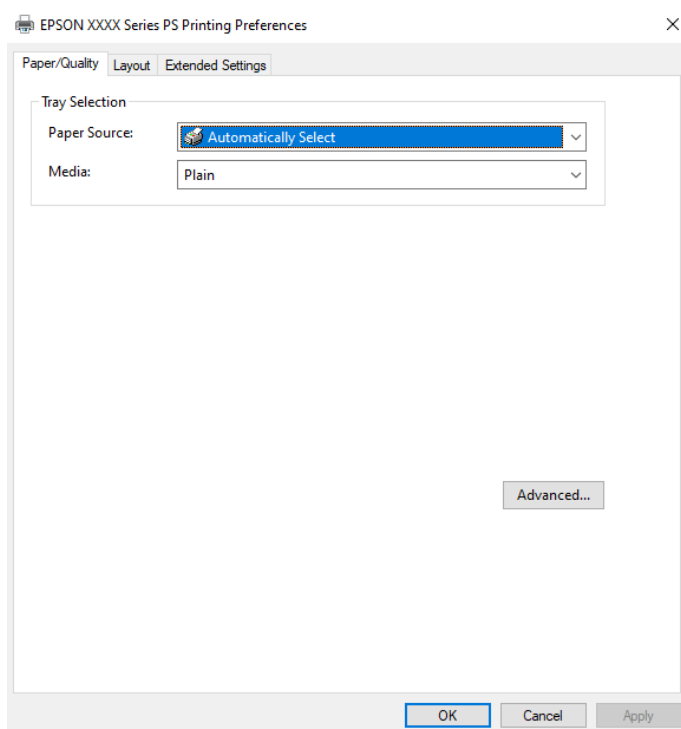 EPSON XXXX Series PS Printing Preferences
Paper/Quality Layout Extended Settings
Tray Selection
Paper Source: Automatically Select
Media: Plain
Advanced...
OK Cancel Apply